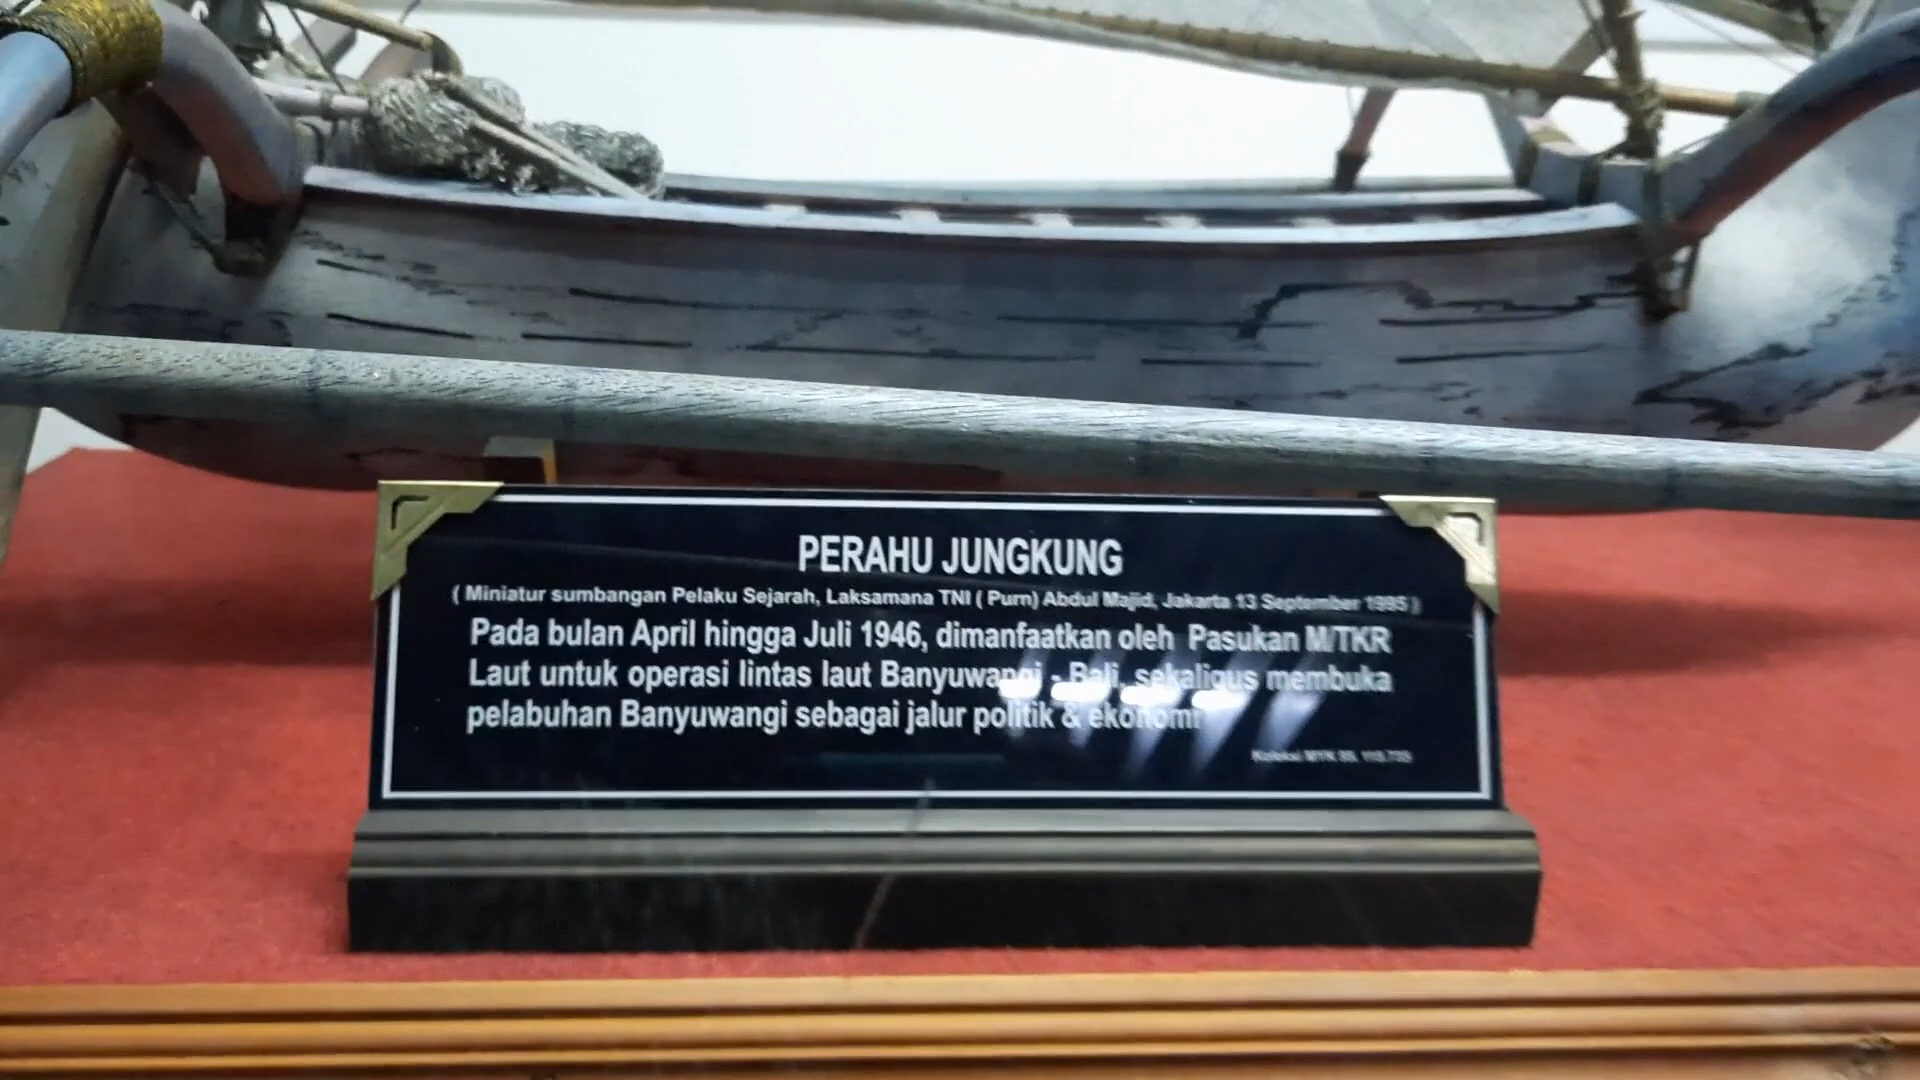 PERAHU JUNGKUNG
( Miniatur sumbangan Pelaku Sejarah, Laksamana TNI ( Purn) Abdul Majid, Jakarta 13 September 1995 )
Pada bulan April hingga Juli 1946, dimanfaatkan oleh Pasukan M/TKR
Laut untuk operasi lintas laut Banyuwangi - Bali, sekaligus membuka
pelabuhan Banyuwangi sebagai jalur politik & ekonomi
Koleksi MTK